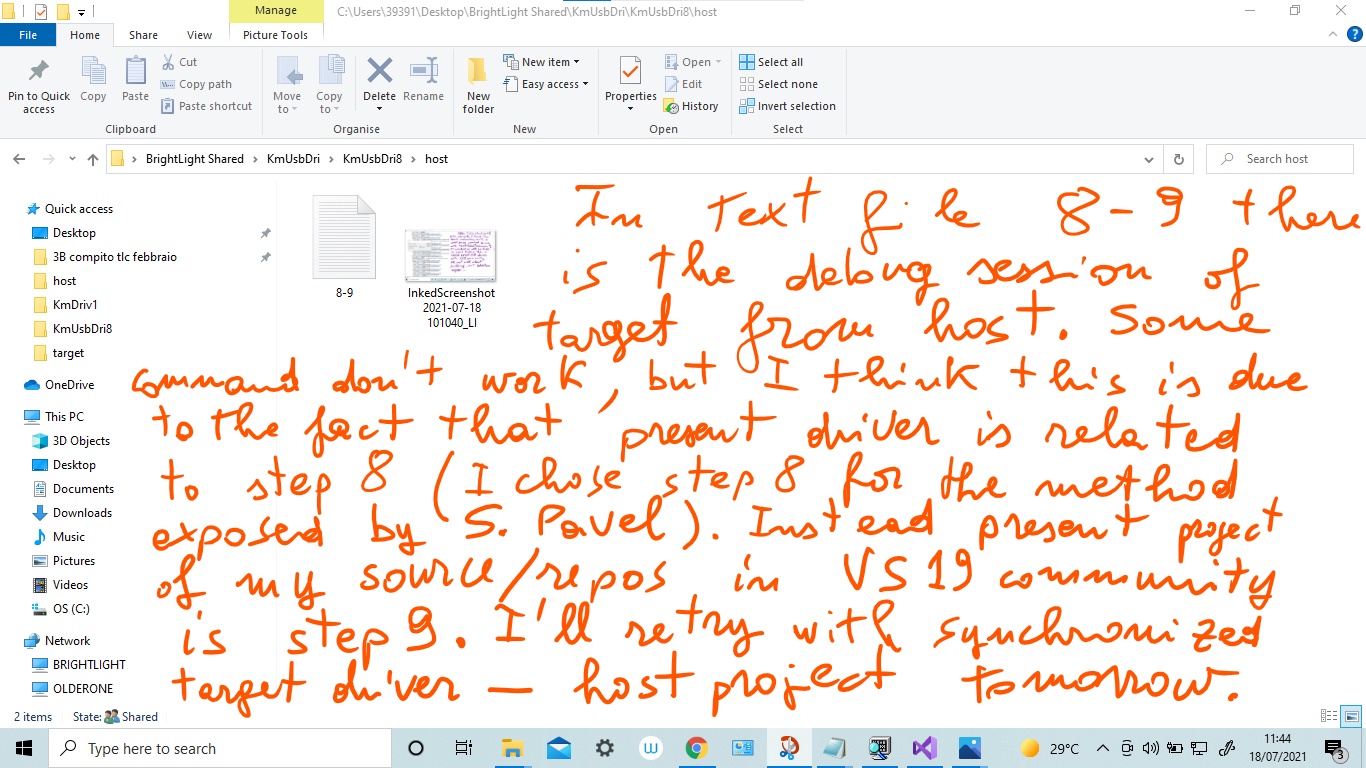 Manage
C:\Users\39391\Desktop\BrightLight Shared\KmUsbDri\KmUsbDri8\host
File Home Share View Picture Tools
Pin to Quick access
Copy
Paste
Cut
Copy path
Paste shortcut
Move to
Copy to
Delete
Rename
New folder
New item
Easy access
Properties
Open
Edit
History
Select all
Select none
Invert selection
Clipboard Organise New Open Select
BrightLight Shared KmUsbDri KmUsbDri8 host
Search host
Quick access
Desktop
3B compito tlc febbraio
host
KmDriv1
KmUsbDri8
target
OneDrive
This PC
3D Objects
Desktop
Documents
Downloads
Music
Pictures
Videos
OS (C:)
Network
BRIGHTLIGHT
OLDERONE
8-9
InkedScreenshot
2021-07-18
101040_LI
In text file 8-9 there
is the debug session of
target from host. Some
command don't work, but I think this is due
to the fact that present driver is related
to step 8 (I chose step 8 for the method
exposed by S. Pavel). Instead present project
of my source/repos in VS19 community
is step 9. I'll retry with synchronized
target driver — host project tomorrow.
2 items State: Shared
Type here to search
29°C
11:44
18/07/2021
3